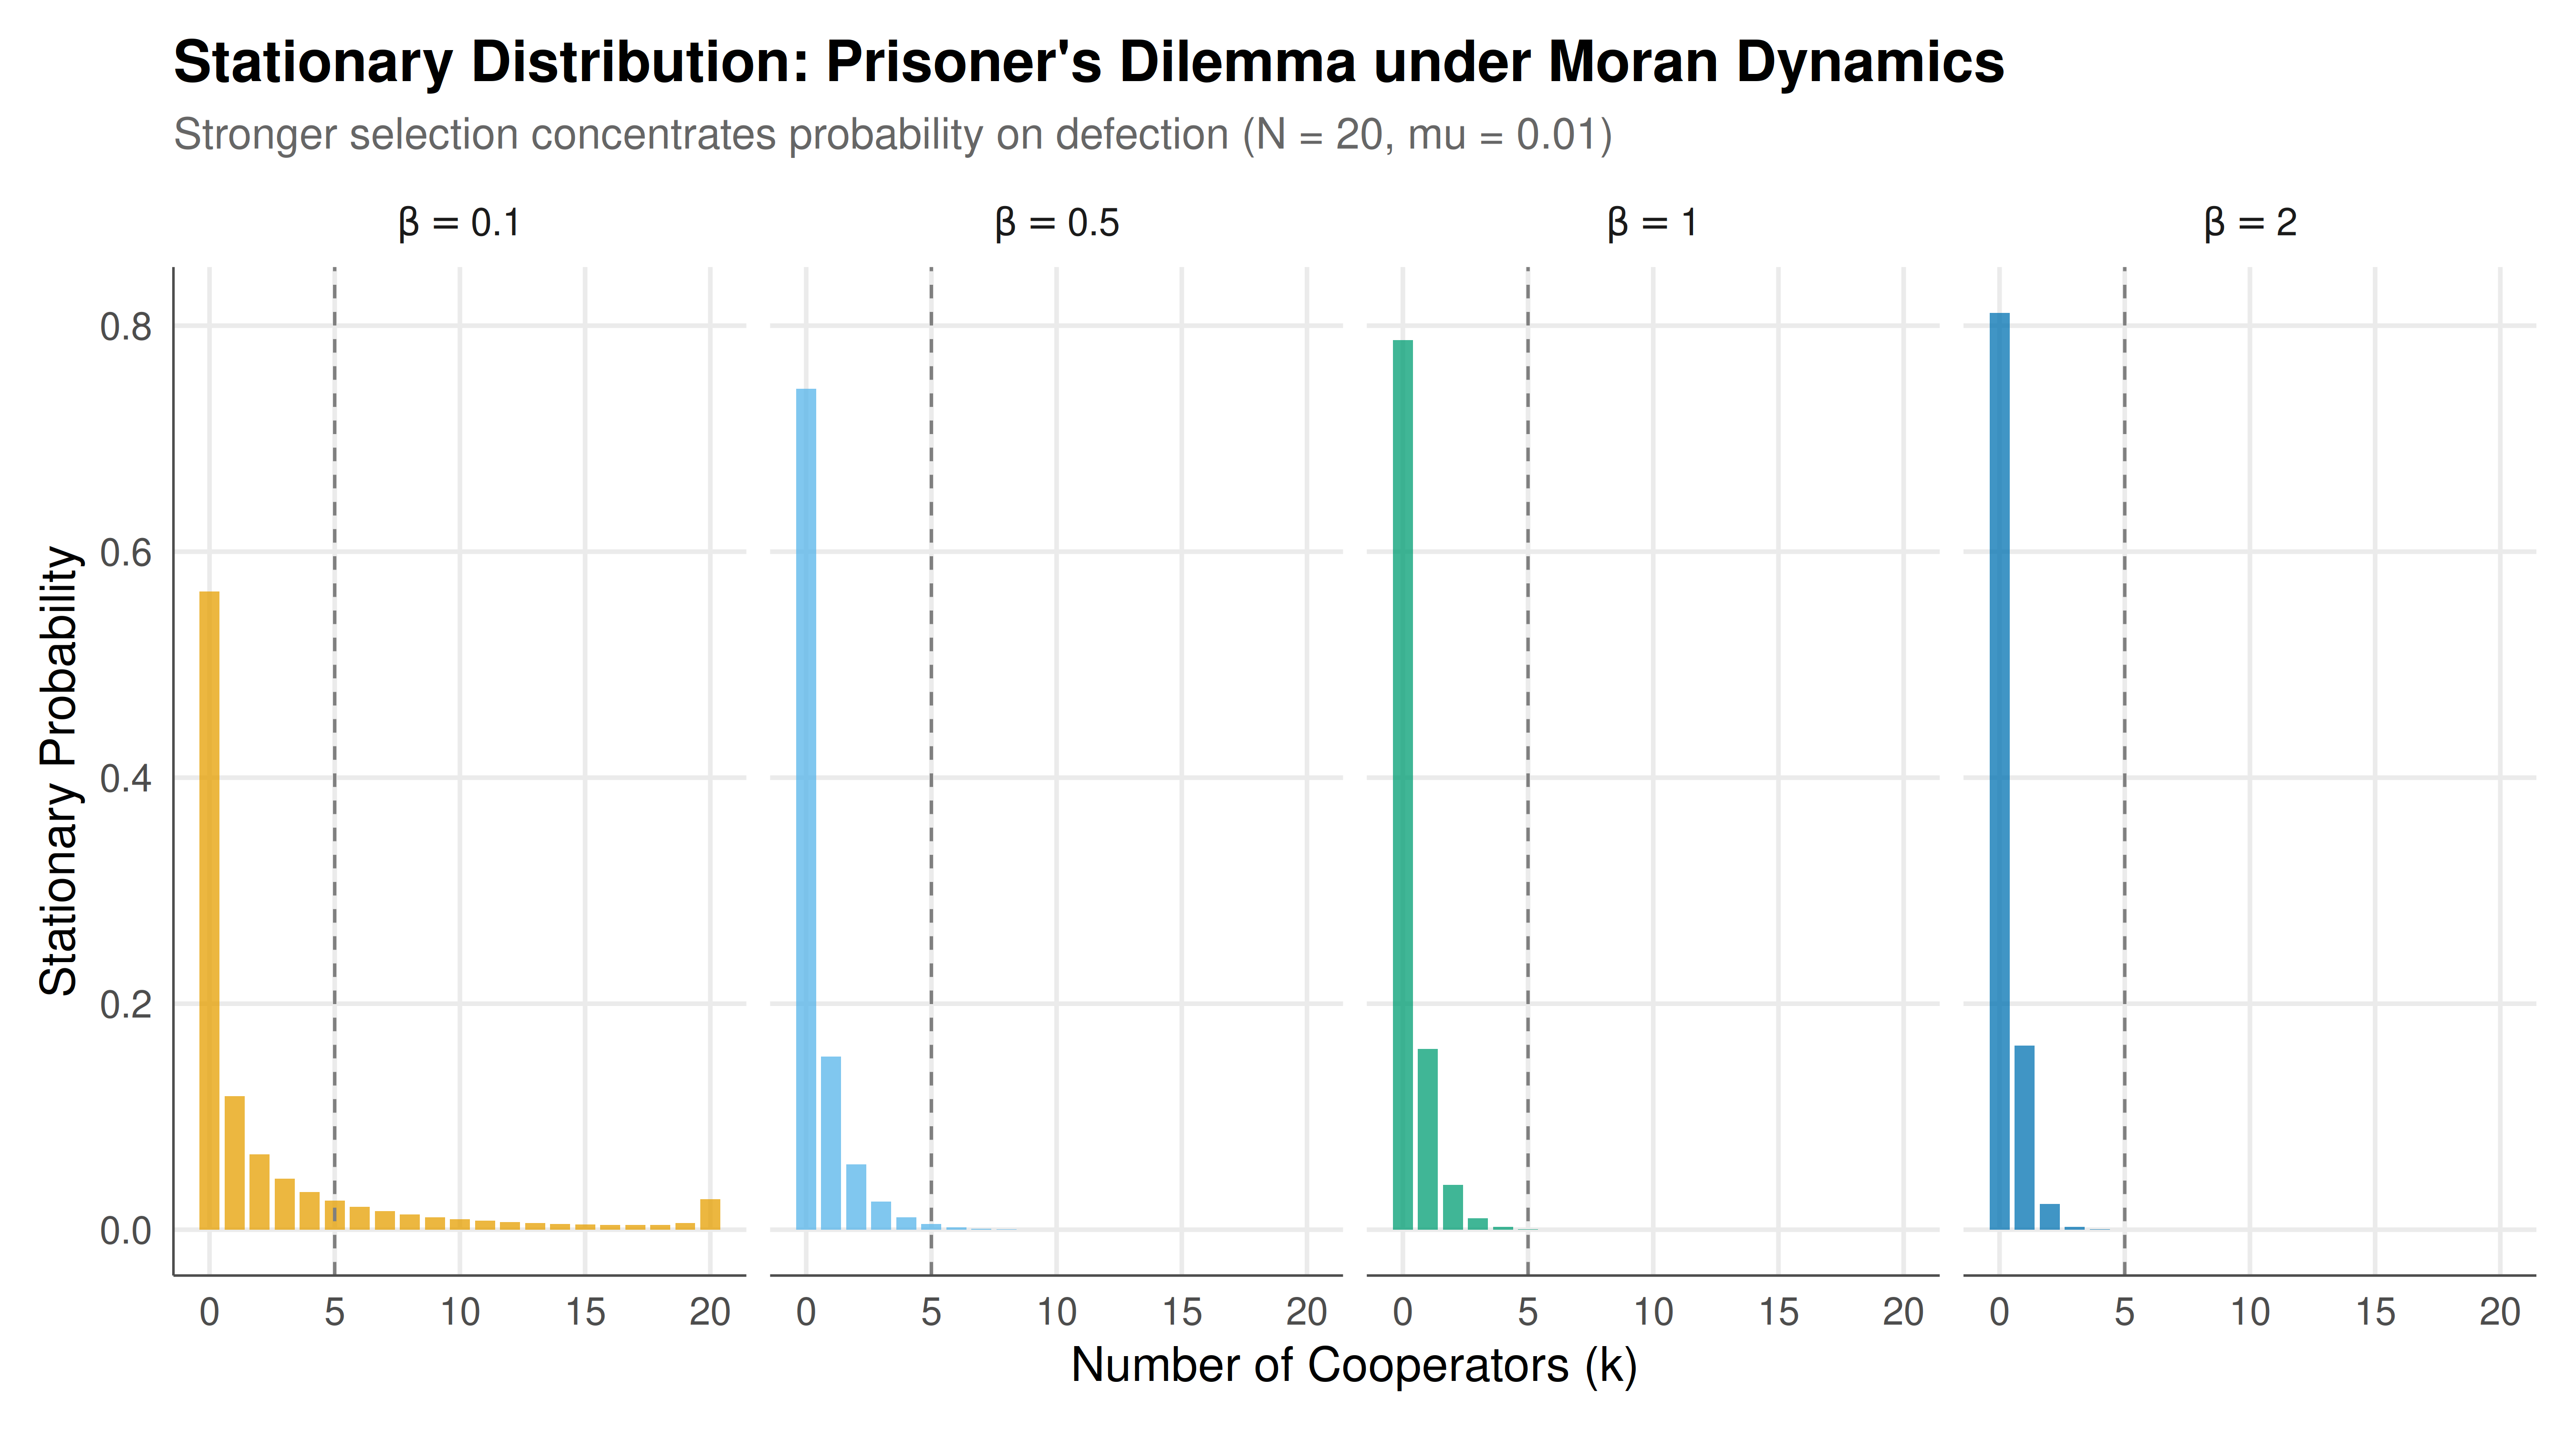 Stationary Distribution: Prisoner's Dilemma under Moran Dynamics
Stronger selection concentrates probability on defection (N = 20, mu = 0.01)
β = 0.1
β = 0.5
β = 1
β = 2
Stationary Probability
0.8
0.6
0.4
0.2
0.0
0 5 10 15 20
0 5 10 15 20
0 5 10 15 20
0 5 10 15 20
Number of Cooperators (k)